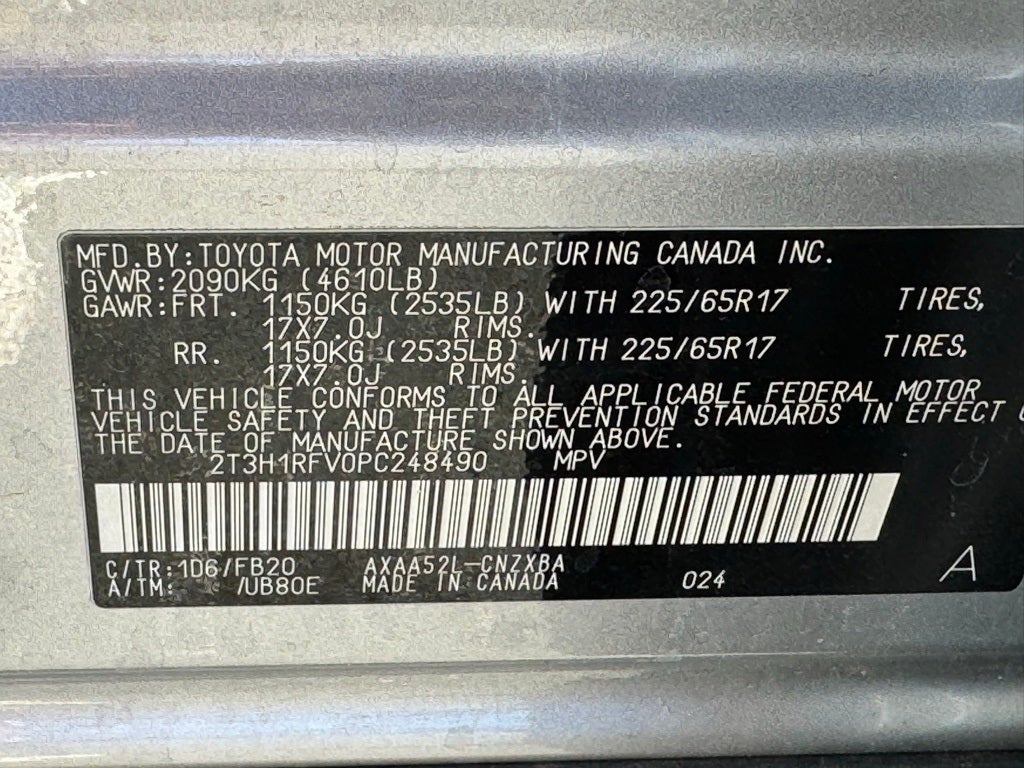 MFD.BY:TOYOTA MOTOR MANUFACTURING CANADA INC.
GVWR:2090KG (4610LB)
GAWR:FRT. 1150KG (2535LB) WITH 225/65R17 TIRES,
17X7.0J RIMS.
RR. 1150KG (2535LB) WITH 225/65R17 TIRES,
17X7.0J RIMS.
THIS VEHICLE CONFORMS TO ALL APPLICABLE FEDERAL MOTOR
VEHICLE SAFETY AND THEFT PREVENTION STANDARDS IN EFFECT
THE DATE OF MANUFACTURE SHOWN ABOVE.
2T3H1RFV0PC248490 MPV
C/TR:1D6/FB20 AXAA52L-CNZXBA
A/TM: /UB80E MADE IN CANADA 024
A